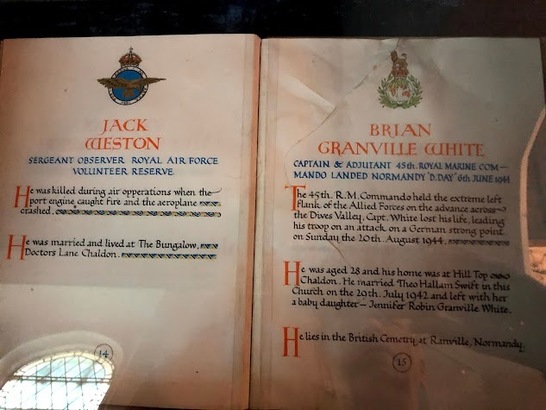 JACK
WESTON
SERGEANT OBSERVER ROYAL AIR FORCE
VOLUNTEER RESERVE
He was killed during air opperations when the
port engine caught fire and the aeroplane
crashed.
He was married and lived at The Bungalow,
Doctors Lane Chaldon.
14
BRIAN
GRANVILLE WHITE
CAPTAIN & ADJUTANT 45th. ROYAL MARINE COM-
MANDO LANDED NORMANDY 'D.DAY' 6th JUNE 1944
The 45th. R.M. Commando held the extreme left
flank of the Allied Forces on the advance across
the Dives Valley. Capt. White lost his life, leading
his troop on an attack on a German strong point
on Sunday the 20th. August 1944.
He was aged 28 and his home was at Hill Top
Chaldon. He married Theo Hallam Swift in this
Church on the 29th. July 1942 and left with her
a baby daughter - Jennifer Robin Granville White.
He lies in the British Cemetry at Ranville, Normandy.
15